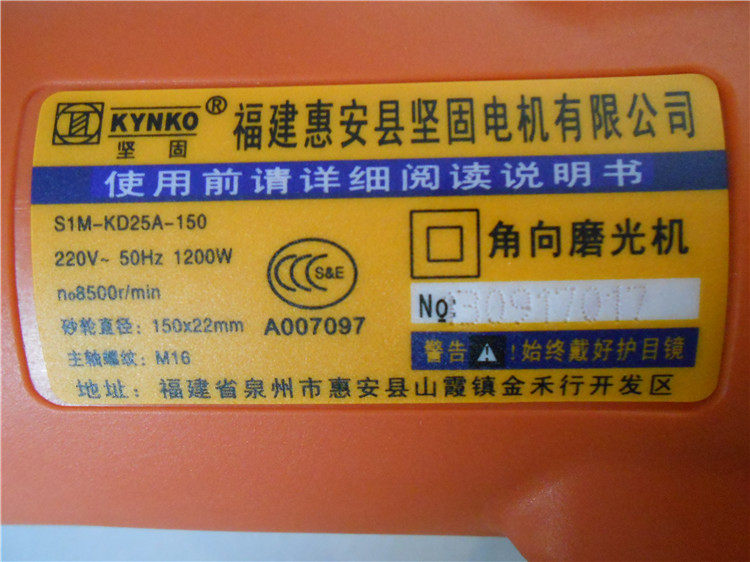 KYNKO® 福建惠安县坚固电机有限公司
坚固
使用前请详细阅读说明书
S1M-KD25A-150
220V~ 50Hz 1200W
n₀8500r/min
砂轮直径：150x22mm
主轴螺纹：M16
CCC S&E
A007097
角向磨光机
No: 130917017
警告 ⚠ !始终戴好护目镜
地址：福建省泉州市惠安县山霞镇金禾行开发区